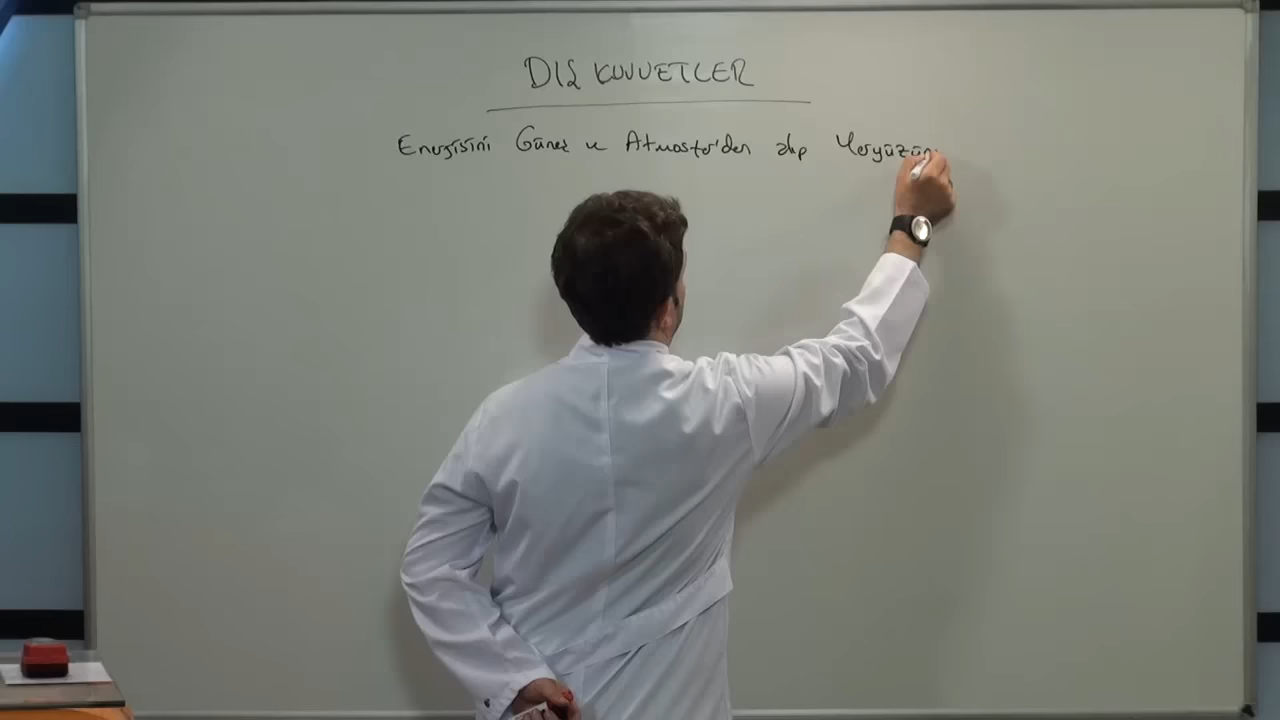 DIŞ KUVVETLER
Enerjisini Güneş ve Atmosfer'den alıp Yeryüzün